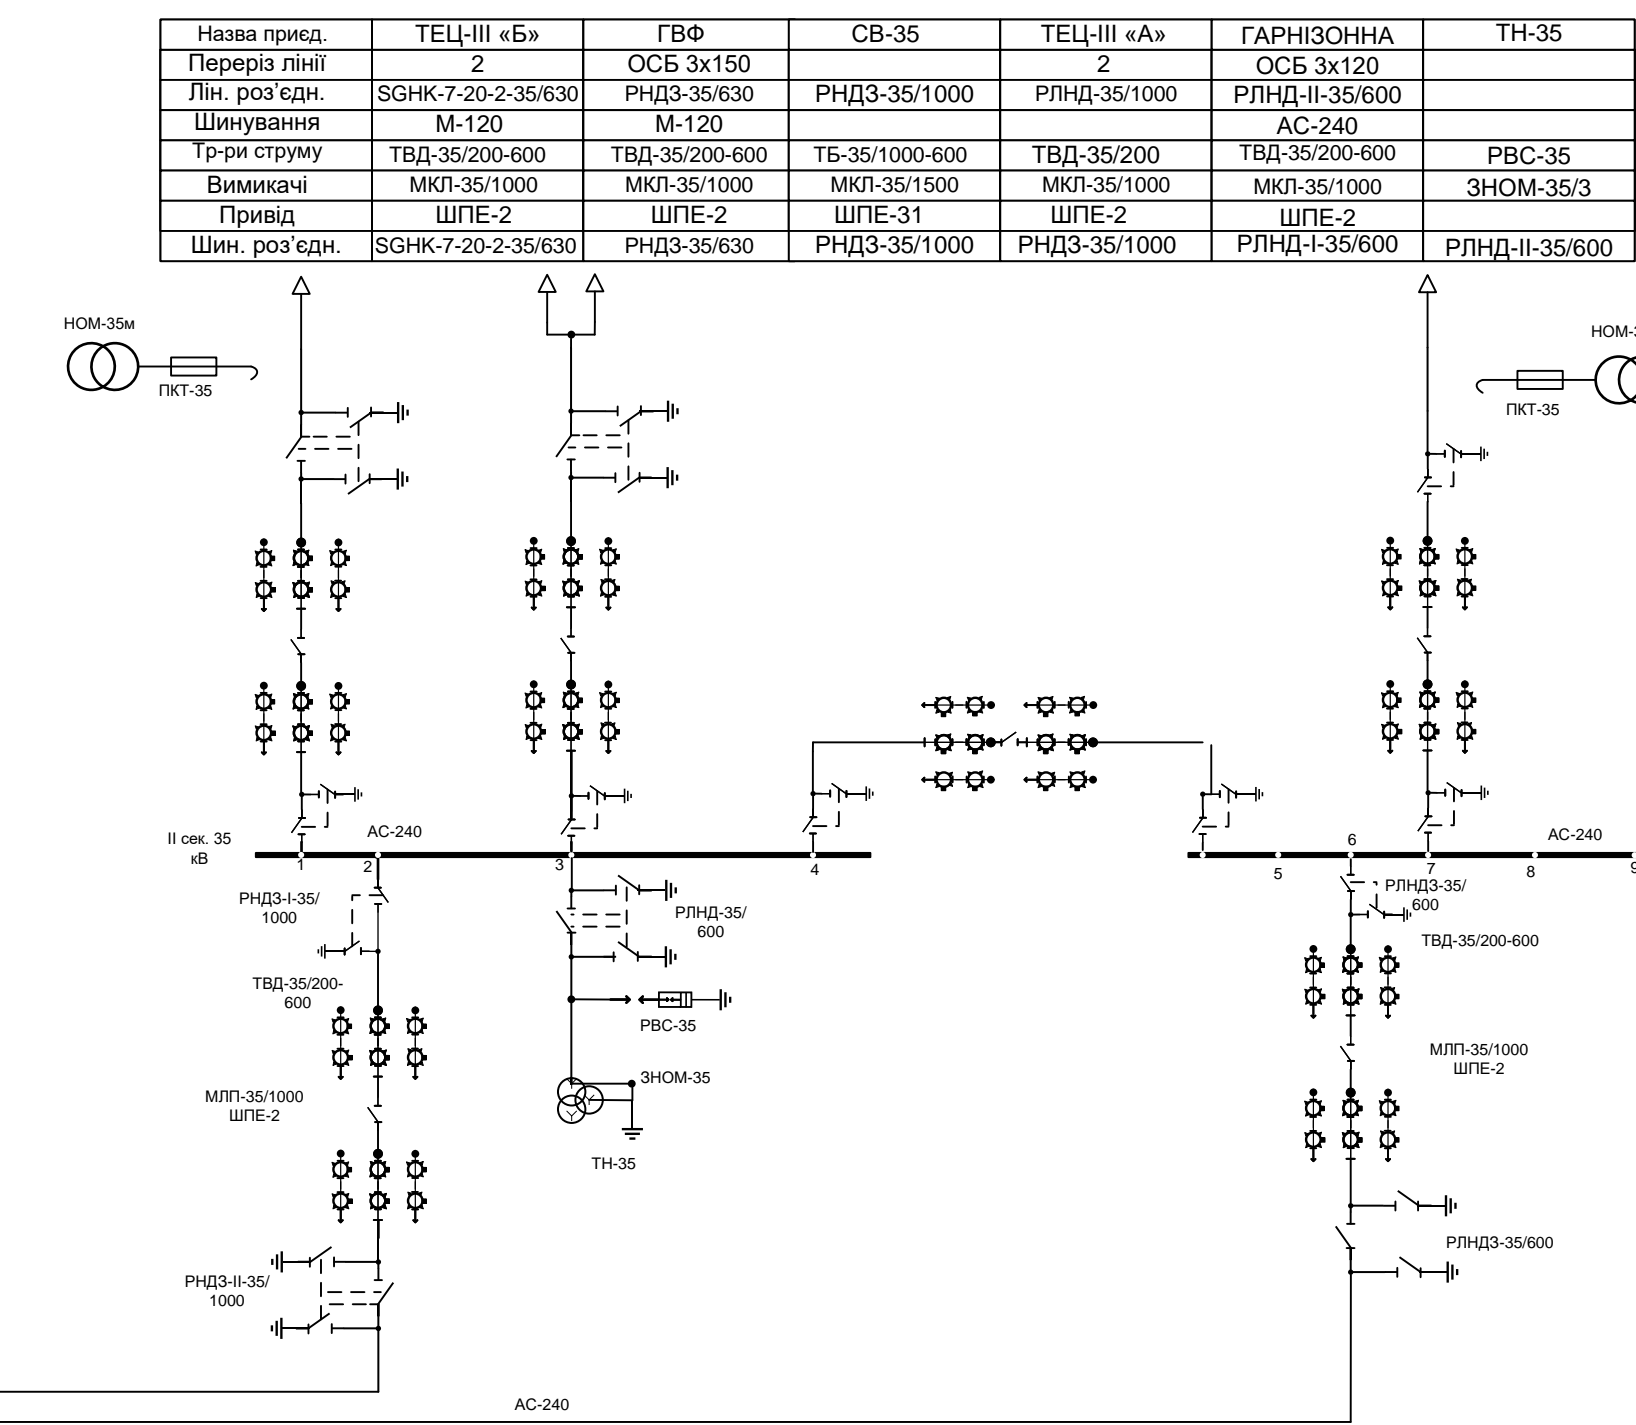 Назва приєд. ТЕЦ-III «Б» ГВФ СВ-35 ТЕЦ-III «А» ГАРНІЗОННА ТН-35
Переріз лінії 2 ОСБ 3х150 2 ОСБ 3х120
Лін. роз’єдн. SGHK-7-20-2-35/630 РНДЗ-35/630 РНДЗ-35/1000 РЛНД-35/1000 РЛНД-II-35/600
Шинування М-120 М-120 АС-240
Тр-ри струму ТВД-35/200-600 ТВД-35/200-600 ТБ-35/1000-600 ТВД-35/200 ТВД-35/200-600 РВС-35
Вимикачі МКЛ-35/1000 МКЛ-35/1000 МКЛ-35/1500 МКЛ-35/1000 МКЛ-35/1000 ЗНОМ-35/3
Привід ШПЕ-2 ШПЕ-2 ШПЕ-31 ШПЕ-2 ШПЕ-2
Шин. роз’єдн. SGHK-7-20-2-35/630 РНДЗ-35/630 РНДЗ-35/1000 РНДЗ-35/1000 РЛНД-I-35/600 РЛНД-II-35/600
НОМ-35м
ПКТ-35
ПКТ-35
II сек. 35
кВ
АС-240
АС-240
1
2
3
4
5
6
7
8
9
РНДЗ-I-35/
1000
ТВД-35/200-
600
МЛП-35/1000
ШПЕ-2
РНДЗ-II-35/
1000
РЛНД-35/
600
РВС-35
ЗНОМ-35
Y
Y
Y
ТН-35
РЛНДЗ-35/
600
ТВД-35/200-600
МЛП-35/1000
ШПЕ-2
РЛНДЗ-35/600
АС-240